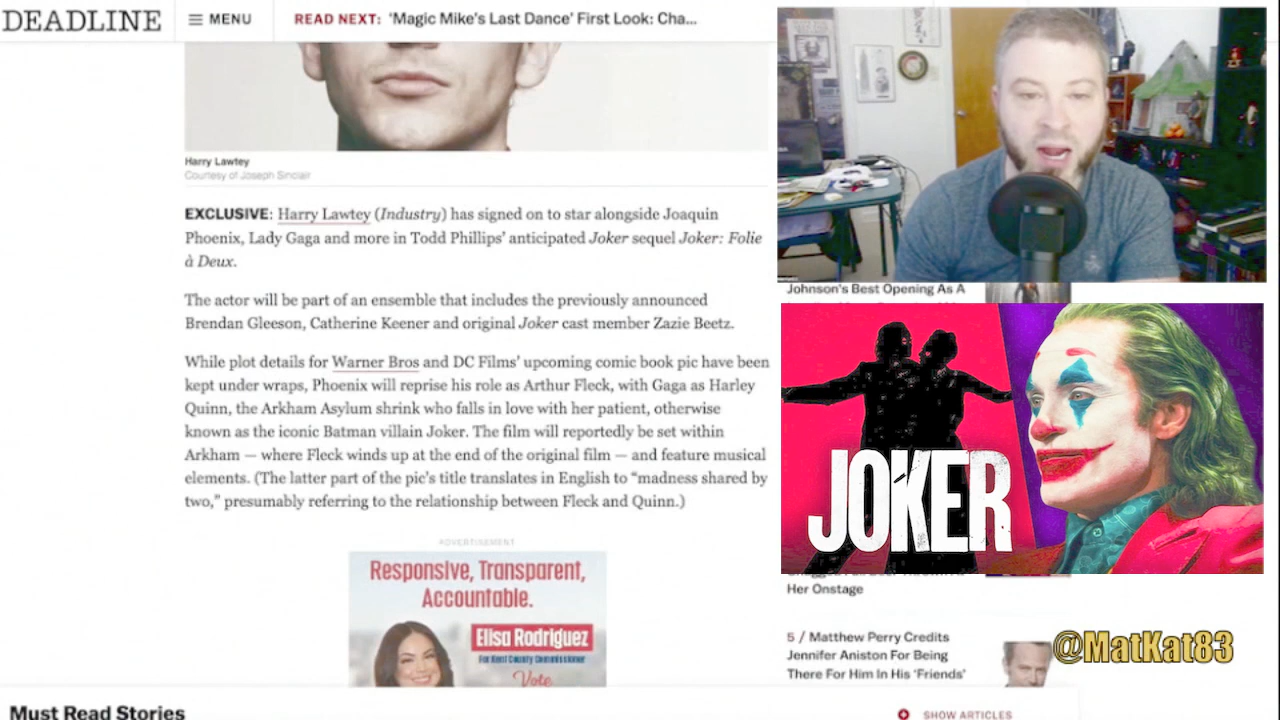 DEADLINE
MENU
READ NEXT: ‘Magic Mike’s Last Dance’ First Look: Cha...
Harry Lawtey
Courtesy of Joseph Sinclair
EXCLUSIVE: Harry Lawtey (Industry) has signed on to star alongside Joaquin
Phoenix, Lady Gaga and more in Todd Phillips’ anticipated Joker sequel Joker: Folie
à Deux.
The actor will be part of an ensemble that includes the previously announced
Brendan Gleeson, Catherine Keener and original Joker cast member Zazie Beetz.
While plot details for Warner Bros and DC Films’ upcoming comic book pic have been
kept under wraps, Phoenix will reprise his role as Arthur Fleck, with Gaga as Harley
Quinn, the Arkham Asylum shrink who falls in love with her patient, otherwise
known as the iconic Batman villain Joker. The film will reportedly be set within
Arkham — where Fleck winds up at the end of the original film — and feature musical
elements. (The latter part of the pic’s title translates in English to “madness shared by
two,” presumably referring to the relationship between Fleck and Quinn.)
ADVERTISEMENT
Responsive, Transparent,
Accountable.
Elisa Rodriguez
For Kent County Commissioner
Vote
Johnson’s Best Opening As A
JOKER
Her Onstage
5 / Matthew Perry Credits
Jennifer Aniston For Being
There For Him In His ‘Friends’
@MatKat83
Must Read Stories
SHOW ARTICLES